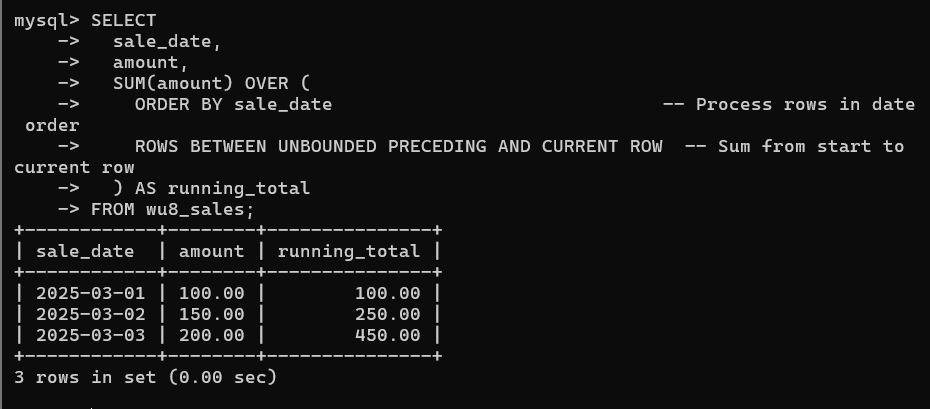 mysql> SELECT
    ->   sale_date,
    ->   amount,
    ->   SUM(amount) OVER (
    ->     ORDER BY sale_date                              -- Process rows in date
 order
    ->     ROWS BETWEEN UNBOUNDED PRECEDING AND CURRENT ROW  -- Sum from start to
current row
    ->   ) AS running_total
    -> FROM wu8_sales;
+------------+--------+---------------+
| sale_date  | amount | running_total |
+------------+--------+---------------+
| 2025-03-01 | 100.00 |        100.00 |
| 2025-03-02 | 150.00 |        250.00 |
| 2025-03-03 | 200.00 |        450.00 |
+------------+--------+---------------+
3 rows in set (0.00 sec)